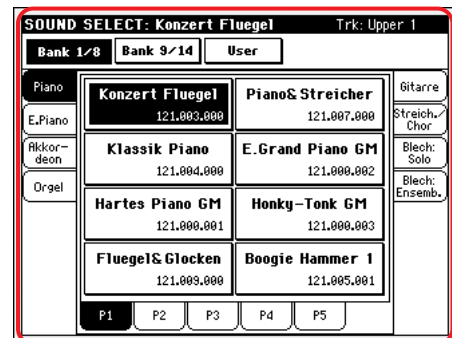 SOUND SELECT: Konzert Fluegel Trk: Upper 1
Bank 1/8 Bank 9/14 User
Piano
E.Piano
Akkor-
deon
Orgel
Konzert Fluegel
121.003.000
Piano& Streicher
121.007.000
Klassik Piano
121.004.000
E.Grand Piano GM
121.000.002
Hartes Piano GM
121.000.001
Honky-Tonk GM
121.000.003
Fluegel& Glocken
121.009.000
Boogie Hammer 1
121.005.001
Gitarre
Streich./
Chor
Blech:
Solo
Blech:
Ensemb.
P1 P2 P3 P4 P5